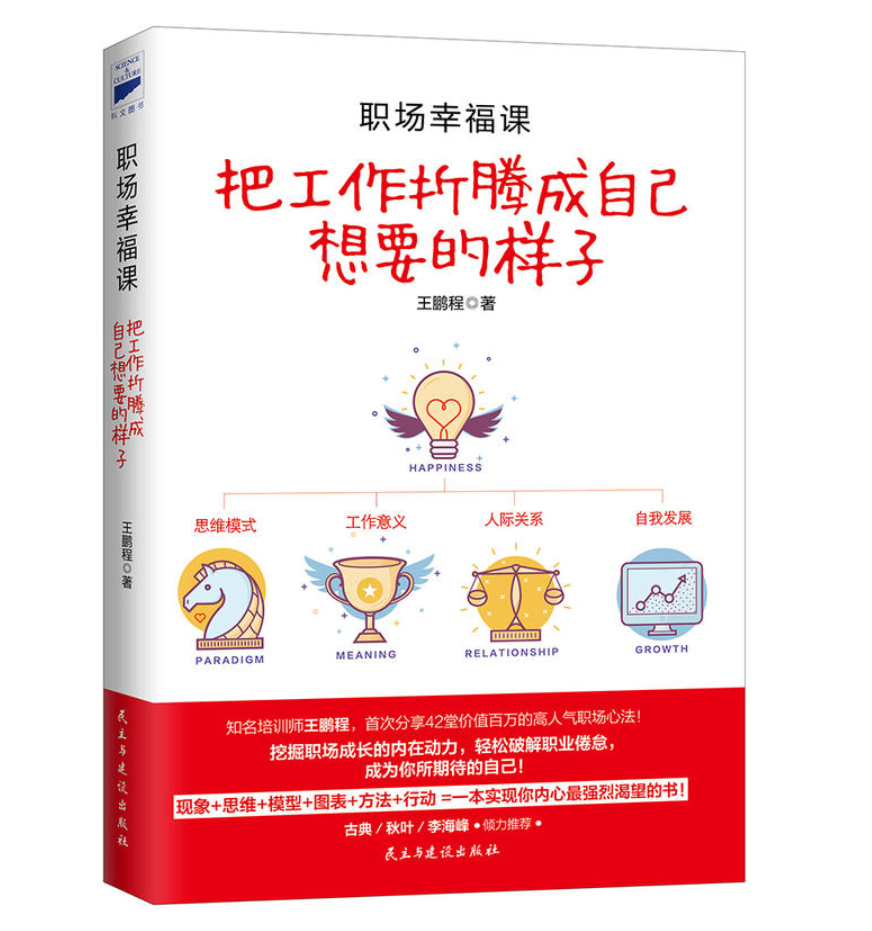 SCIENCE & CULTURE
科文图书
职场幸福课
把工作折腾成
自己想要的样子
王鹏程◎著
民主与建设出版社
职场幸福课
把工作折腾成自己
想要的样子
王鹏程◎著
HAPPINESS
思维模式
工作意义
人际关系
自我发展
PARADIGM
MEANING
RELATIONSHIP
GROWTH
知名培训师王鹏程，首次分享42堂价值百万的高人气职场心法！
挖掘职场成长的内在动力，轻松破解职业倦怠，
成为你所期待的自己！
现象+思维+模型+图表+方法+行动=一本实现你内心最强烈渴望的书！
古典/秋叶/李海峰•倾力推荐•
民主与建设出版社